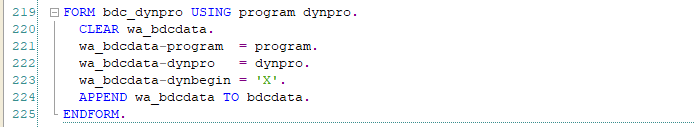 219 FORM bdc_dynpro USING program dynpro.
220 CLEAR wa_bdcdata.
221 wa_bdcdata-program = program.
222 wa_bdcdata-dynpro = dynpro.
223 wa_bdcdata-dynbegin = 'X'.
224 APPEND wa_bdcdata TO bdcdata.
225 ENDFORM.